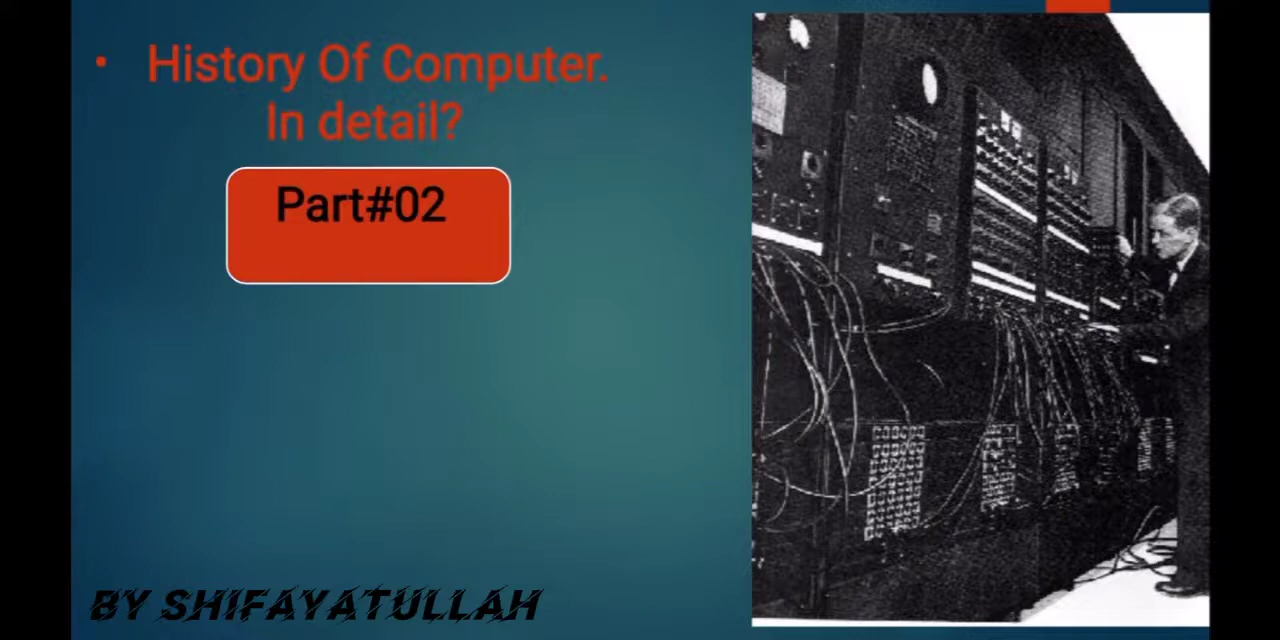 • History Of Computer.
In detail?
Part#02
BY SHIFAYATULLAH